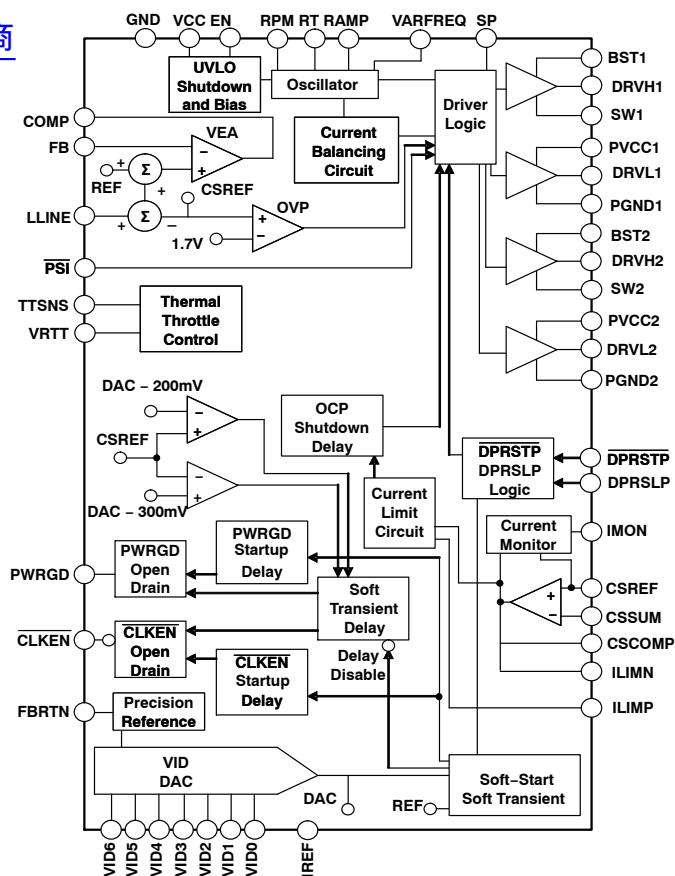 商
GND VCC EN RPM RT RAMP VARFREQ SP
UVLO
Shutdown
and Bias
Oscillator
Driver
Logic
BST1
DRVH1
SW1
COMP
FB
VEA
−
+
Current
Balancing
Circuit
PVCC1
DRVL1
PGND1
REF
+
Σ
+
CSREF
LLINE
+
Σ
−
OVP
+
−
1.7V
BST2
DRVH2
SW2
PSI
TTSNS
VRTT
Thermal
Throttle
Control
PVCC2
DRVL2
PGND2
DAC − 200mV
−
+
CSREF
−
+
DAC − 300mV
OCP
Shutdown
Delay
DPRSTP
DPRSLP
Logic
DPRSTP
DPRSLP
Current
Limit
Circuit
Current
Monitor
IMON
PWRGD
PWRGD
Open
Drain
PWRGD
Startup
Delay
Soft
Transient
Delay
+
−
CSREF
CSSUM
CSCOMP
ILIMN
ILIMP
CLKEN
CLKEN
Open
Drain
CLKEN
Startup
Delay
Delay
Disable
FBRTN
Precision
Reference
VID
DAC
DAC
REF
Soft−Start
Soft Transient
VID6
VID5
VID4
VID3
VID2
VID1
VID0
IREF